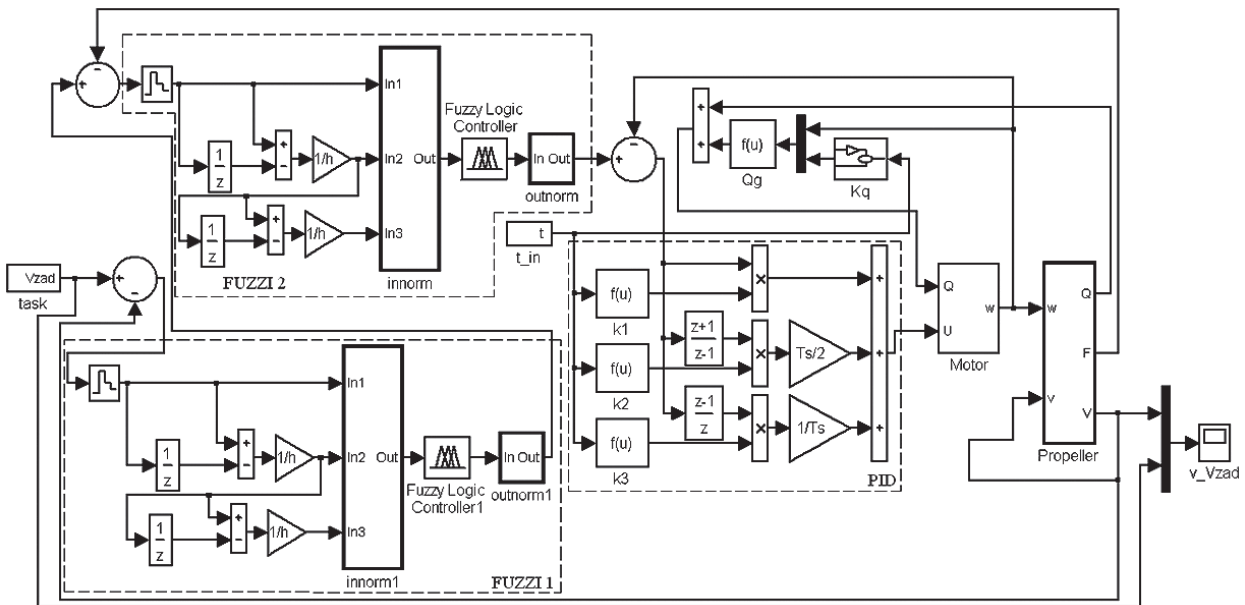 −
+
In1
+
−
1/h
1
z
In2
Out
Fuzzy Logic
Controller
In Out
outnorm
+
−
1/h
1
z
In3
innorm
FUZZI 2
−
+
+
+
f(u)
Qg
Kq
t
t_in
Vzad
task
+
−
f(u)
k1
×
+
z+1
z-1
f(u)
k2
×
Ts/2
+
z-1
z
f(u)
k3
×
1/Ts
+
PID
Q
U
w
Motor
w
v
Q
F
V
Propeller
v_Vzad
In1
+
−
1/h
1
z
In2
Out
Fuzzy Logic
Controller1
In Out
outnorm1
+
−
1/h
1
z
In3
innorm1
FUZZI 1